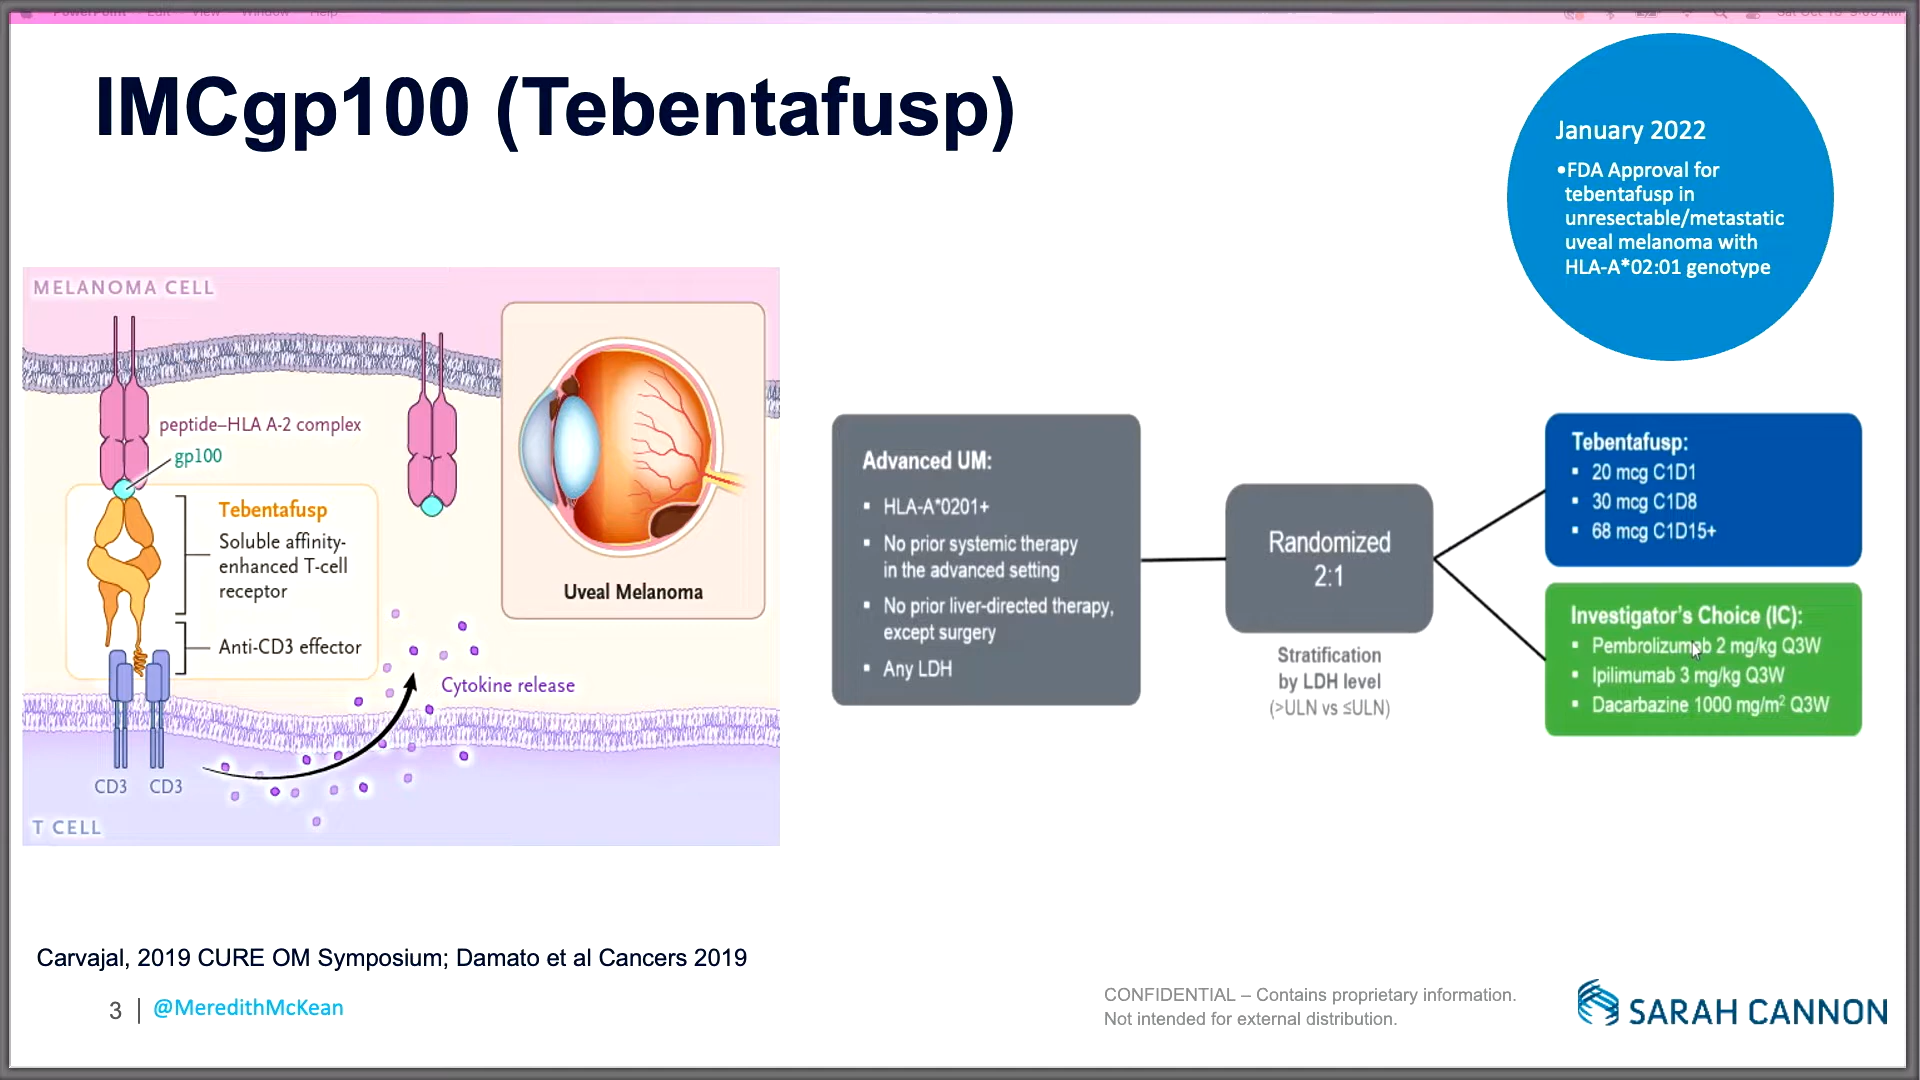 PowerPoint Edit View Window Help
IMCgp100 (Tebentafusp)
January 2022
•FDA Approval for
tebentafusp in
unresectable/metastatic
uveal melanoma with
HLA-A*02:01 genotype
MELANOMA CELL
peptide–HLA A-2 complex
gp100
Tebentafusp
Soluble affinity-
enhanced T-cell
receptor
Anti-CD3 effector
Uveal Melanoma
Cytokine release
CD3 CD3
T CELL
Advanced UM:
▪ HLA-A*0201+
▪ No prior systemic therapy
in the advanced setting
▪ No prior liver-directed therapy,
except surgery
▪ Any LDH
Randomized
2:1
Stratification
by LDH level
(>ULN vs ≤ULN)
Tebentafusp:
▪ 20 mcg C1D1
▪ 30 mcg C1D8
▪ 68 mcg C1D15+
Investigator's Choice (IC):
▪ Pembrolizumab 2 mg/kg Q3W
▪ Ipilimumab 3 mg/kg Q3W
▪ Dacarbazine 1000 mg/m² Q3W
Carvajal, 2019 CURE OM Symposium; Damato et al Cancers 2019
3 | @MeredithMcKean
CONFIDENTIAL – Contains proprietary information.
Not intended for external distribution.
SARAH CANNON